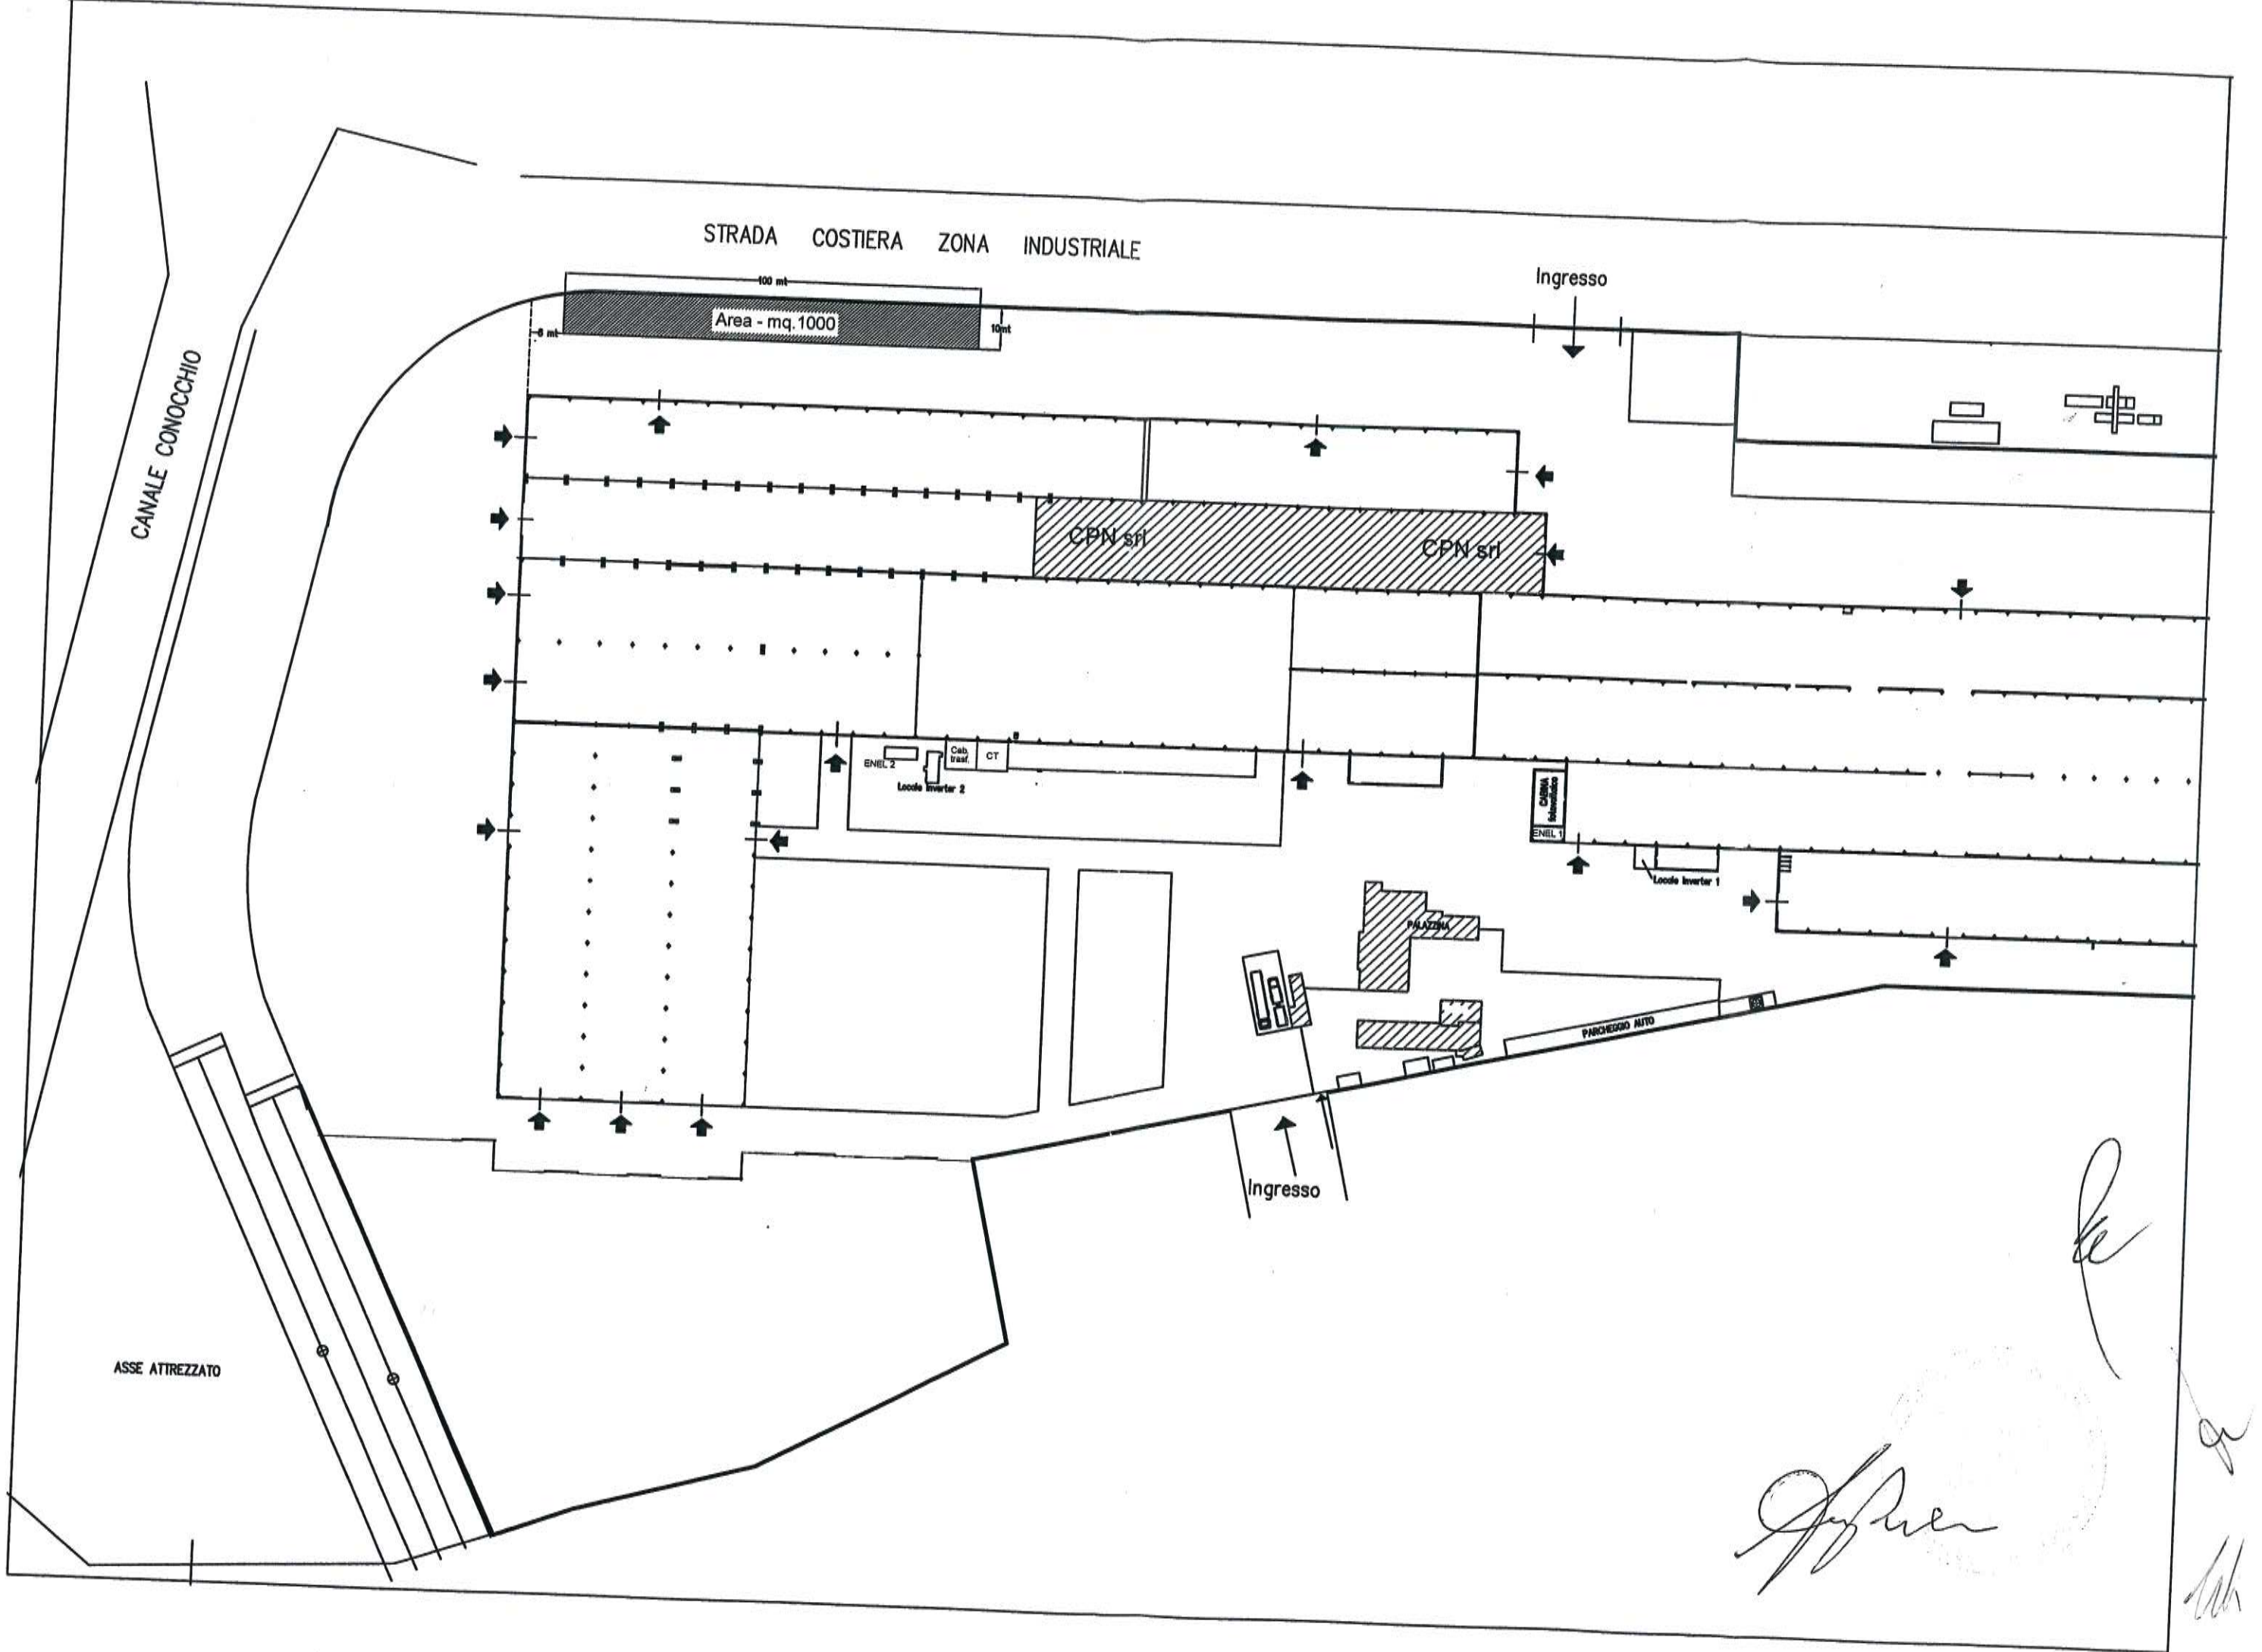 STRADA COSTIERA ZONA INDUSTRIALE
Ingresso
100 mt
Area - mq.1000
10mt
6 mt
CANALE CONOCCHIO
CPN srl
CPN srl
ENEL 2
Cab.
trasf.
CT
Locale Inverter 2
CABINA
fotovoltaico
ENEL 1
Locale Inverter 1
PALAZZINA
PARCHEGGIO AUTO
Ingresso
ASSE ATTREZZATO